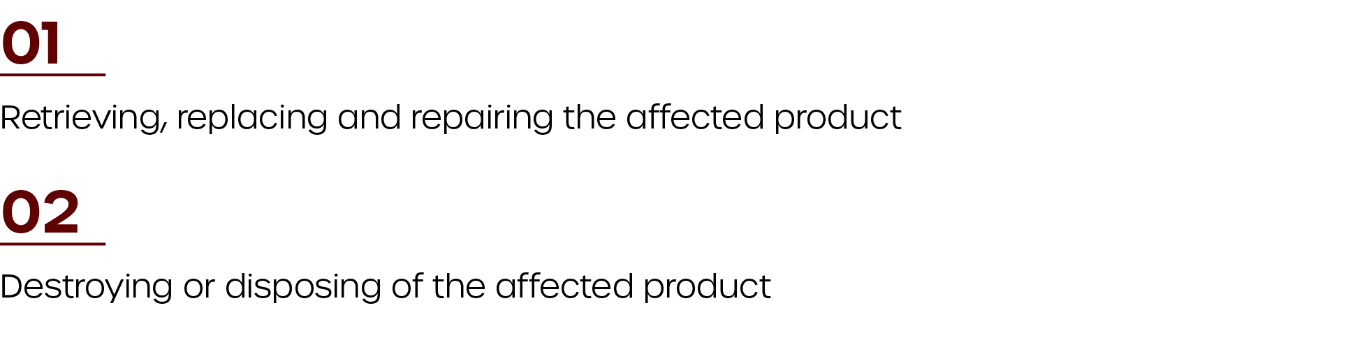 01
Retrieving, replacing and repairing the affected product
02
Destroying or disposing of the affected product